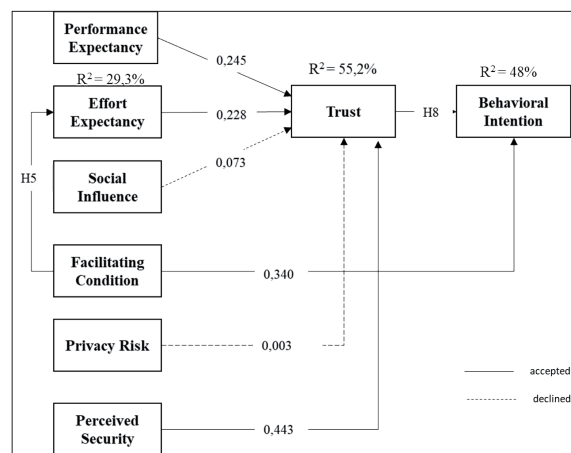 Performance
Expectancy
0,245
R² = 29,3%
R² = 55,2%
R² = 48%
Effort
Expectancy
0,228
Trust
H8
Behavioral
Intention
0,073
H5
Social
Influence
Facilitating
Condition
0,340
Privacy Risk
0,003
accepted
declined
Perceived
Security
0,443